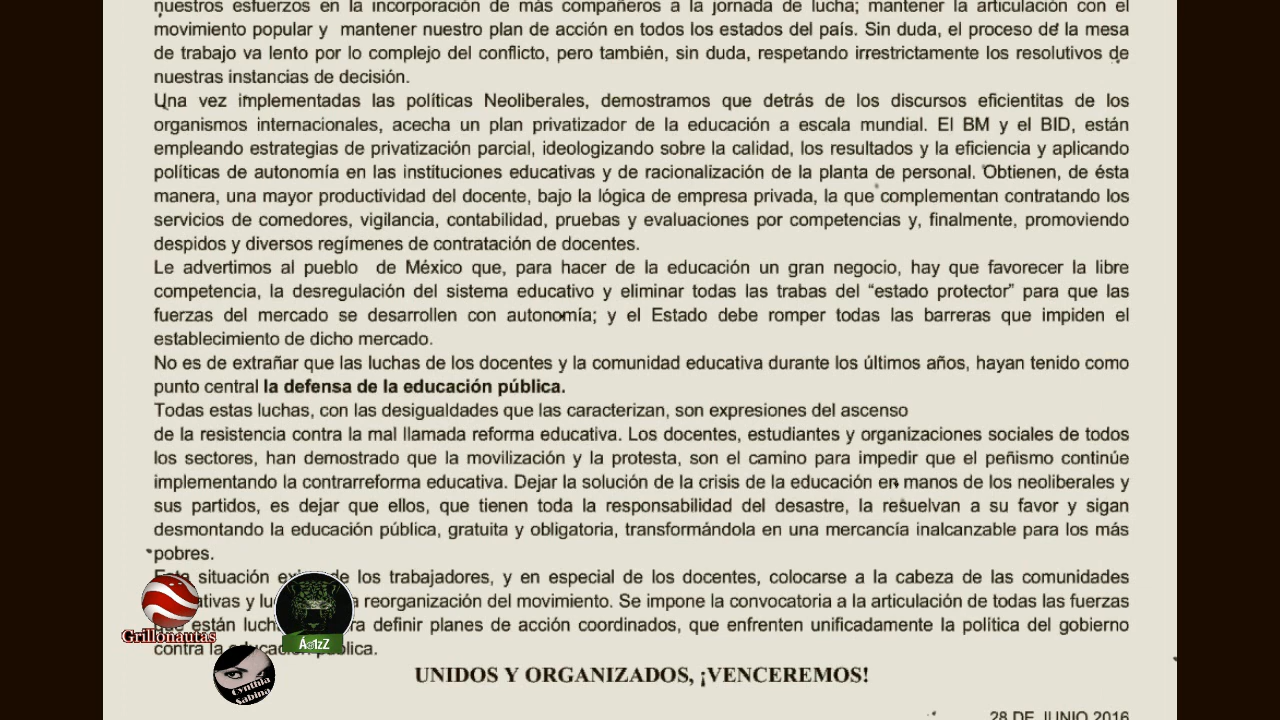 nuestros esfuerzos en la incorporación de más compañeros a la jornada de lucha; mantener la articulación con el
movimiento popular y mantener nuestro plan de acción en todos los estados del país. Sin duda, el proceso de la mesa
de trabajo va lento por lo complejo del conflicto, pero también, sin duda, respetando irrestrictamente los resolutivos de
nuestras instancias de decisión.
Una vez implementadas las políticas Neoliberales, demostramos que detrás de los discursos eficientitas de los
organismos internacionales, acecha un plan privatizador de la educación a escala mundial. El BM y el BID, están
empleando estrategias de privatización parcial, ideologizando sobre la calidad, los resultados y la eficiencia y aplicando
políticas de autonomía en las instituciones educativas y de racionalización de la planta de personal. Obtienen, de ésta
manera, una mayor productividad del docente, bajo la lógica de empresa privada, la que complementan contratando los
servicios de comedores, vigilancia, contabilidad, pruebas y evaluaciones por competencias y, finalmente, promoviendo
despidos y diversos regímenes de contratación de docentes.
Le advertimos al pueblo de México que, para hacer de la educación un gran negocio, hay que favorecer la libre
competencia, la desregulación del sistema educativo y eliminar todas las trabas del “estado protector” para que las
fuerzas del mercado se desarrollen con autonomía; y el Estado debe romper todas las barreras que impiden el
establecimiento de dicho mercado.
No es de extrañar que las luchas de los docentes y la comunidad educativa durante los últimos años, hayan tenido como
punto central la defensa de la educación pública.
Todas estas luchas, con las desigualdades que las caracterizan, son expresiones del ascenso
de la resistencia contra la mal llamada reforma educativa. Los docentes, estudiantes y organizaciones sociales de todos
los sectores, han demostrado que la movilización y la protesta, son el camino para impedir que el peñismo continúe
implementando la contrarreforma educativa. Dejar la solución de la crisis de la educación en manos de los neoliberales y
sus partidos, es dejar que ellos, que tienen toda la responsabilidad del desastre, la resuelvan a su favor y sigan
desmontando la educación pública, gratuita y obligatoria, transformándola en una mercancía inalcanzable para los más
pobres.
Esta situación de los trabajadores, y en especial de los docentes, colocarse a la cabeza de las comunidades
y reorganización del movimiento. Se impone la convocatoria a la articulación de todas las fuerzas
que están definir planes de acción coordinados, que enfrenten unificadamente la política del gobierno
contra la educación pública.
UNIDOS Y ORGANIZADOS, ¡VENCEREMOS!
28 DE JUNIO 2016
Grillonautas
Cynthia
Sabina